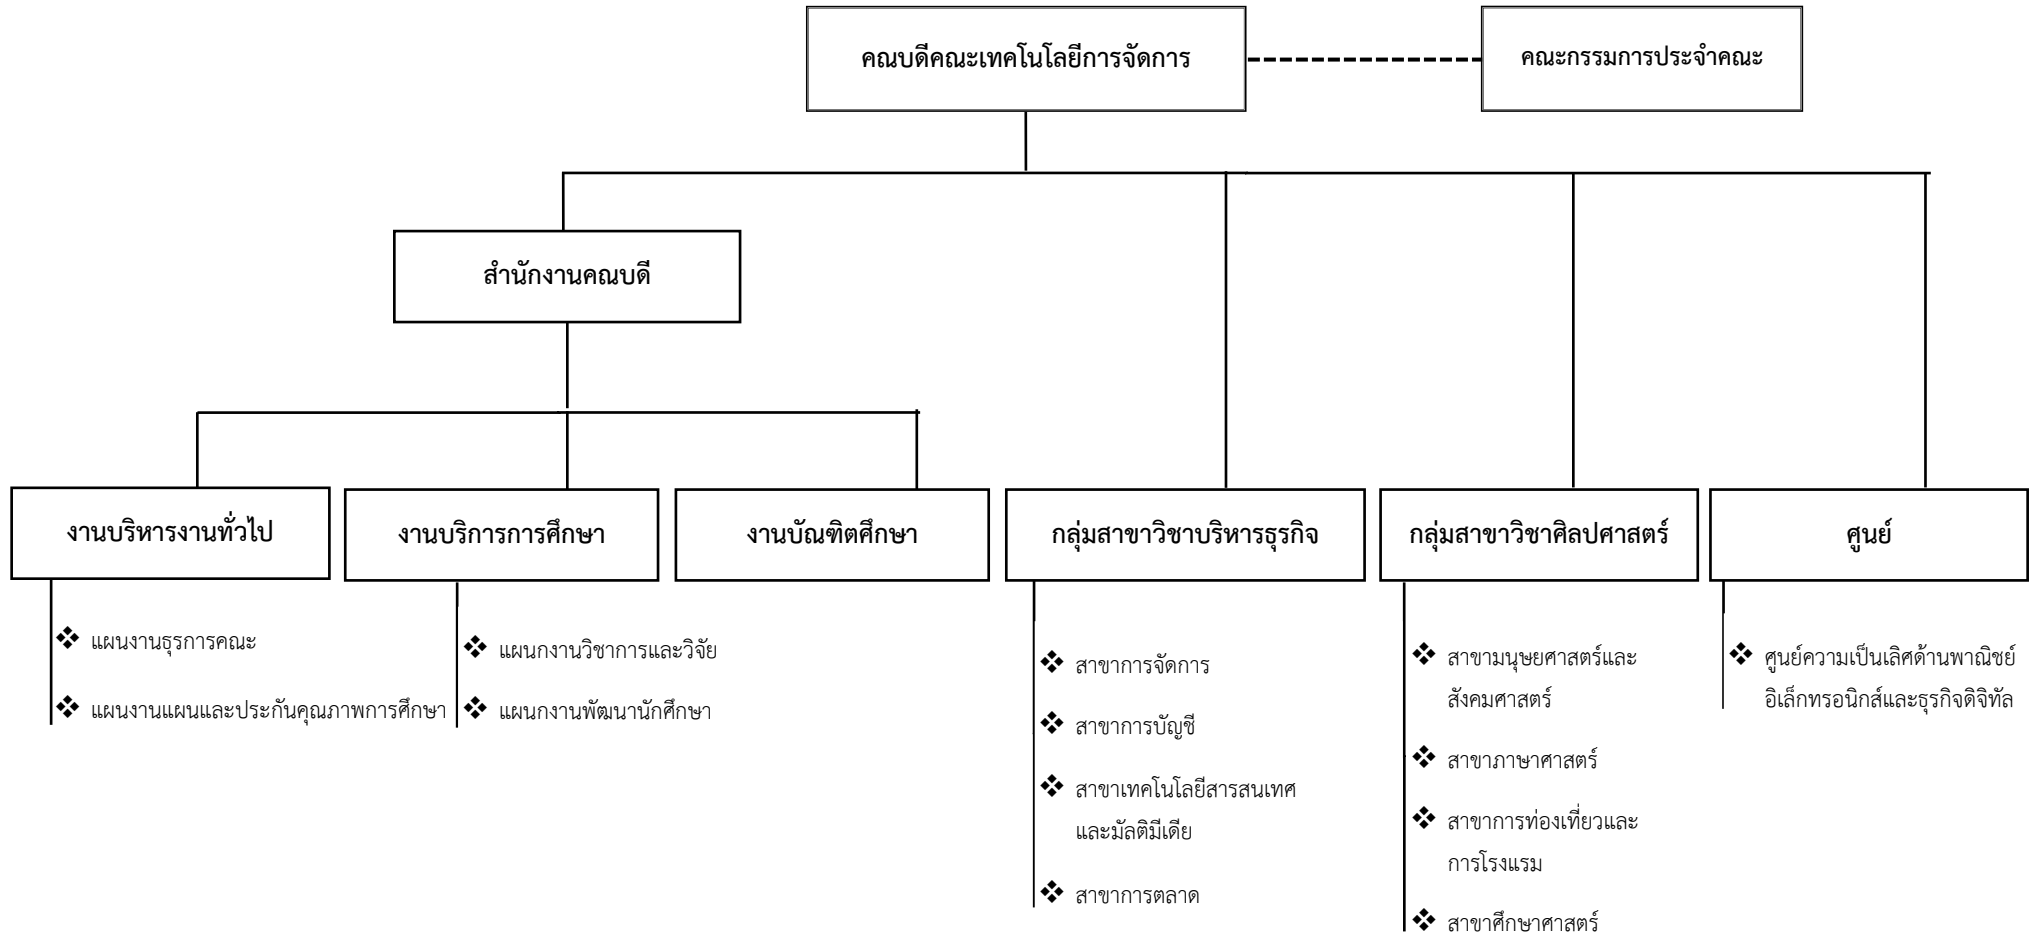 คณบดีคณะเทคโนโลยีการจัดการ
คณะกรรมการประจำคณะ
สำนักงานคณบดี
งานบริหารงานทั่วไป
งานบริการการศึกษา
งานบัณฑิตศึกษา
กลุ่มสาขาวิชาบริหารธุรกิจ
กลุ่มสาขาวิชาศิลปศาสตร์
ศูนย์
❖ แผนงานธุรการคณะ
❖ แผนงานแผนและประกันคุณภาพการศึกษา
❖ แผนกงานวิชาการและวิจัย
❖ แผนกงานพัฒนานักศึกษา
❖ สาขาการจัดการ
❖ สาขาการบัญชี
❖ สาขาเทคโนโลยีสารสนเทศ
และมัลติมีเดีย
❖ สาขาการตลาด
❖ สาขามนุษยศาสตร์และ
สังคมศาสตร์
❖ สาขาภาษาศาสตร์
❖ สาขาการท่องเที่ยวและ
การโรงแรม
❖ สาขาศึกษาศาสตร์
❖ ศูนย์ความเป็นเลิศด้านพาณิชย์
อิเล็กทรอนิกส์และธุรกิจดิจิทัล